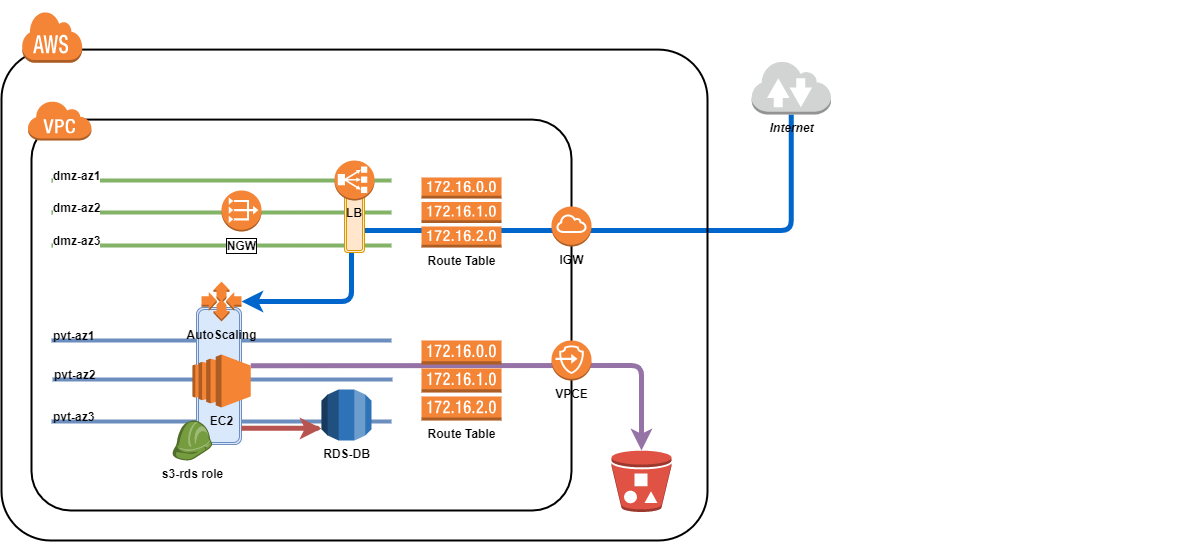 AWS
VPC
Internet
dmz-az1
dmz-az2
dmz-az3
LB
NGW
172.16.0.0
172.16.1.0
172.16.2.0
Route Table
IGW
AutoScaling
pvt-az1
pvt-az2
pvt-az3
EC2
s3-rds role
RDS-DB
172.16.0.0
172.16.1.0
172.16.2.0
Route Table
VPCE